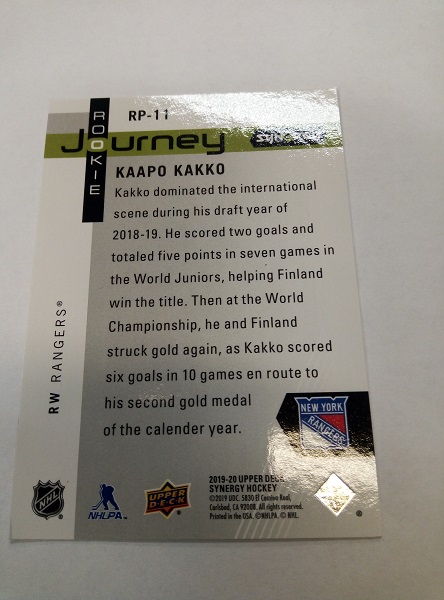 RP-11
ROOKIE
Journey
KAAPO KAKKO
Kakko dominated the international
scene during his draft year of
2018-19. He scored two goals and
totaled five points in seven games in
the World Juniors, helping Finland
win the title. Then at the World
Championship, he and Finland
struck gold again, as Kakko scored
six goals in 10 games en route to
his second gold medal
of the calender year.
RW RANGERS®
NEW YORK
RANGERS
NHL
NHLPA
UPPER
DECK
2019-20 UPPER DECK
SYNERGY HOCKEY
©2019 UDC. 5830 El Camino Real,
Carlsbad, CA 92008. All rights reserved.
Printed in the USA. ©NHLPA. © NHL.